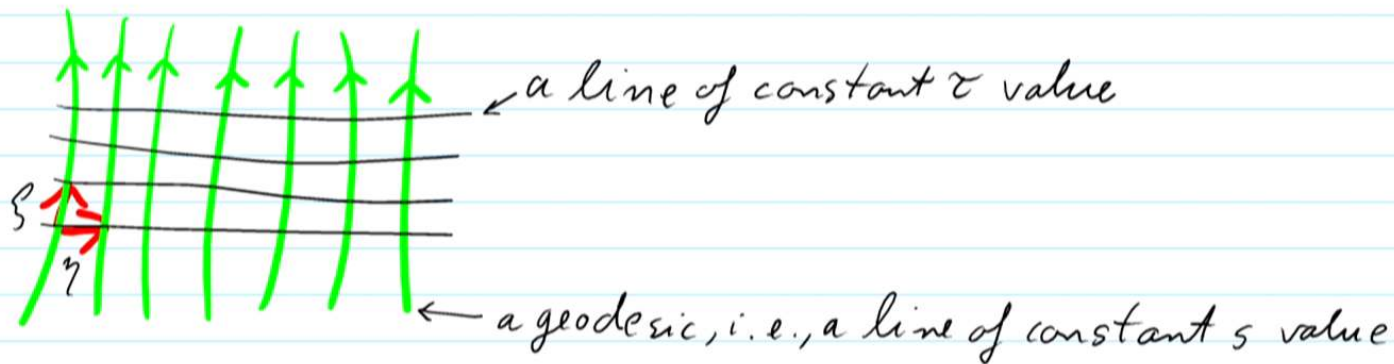 a line of constant τ value
ξ
η
a geodesic, i.e., a line of constant s value